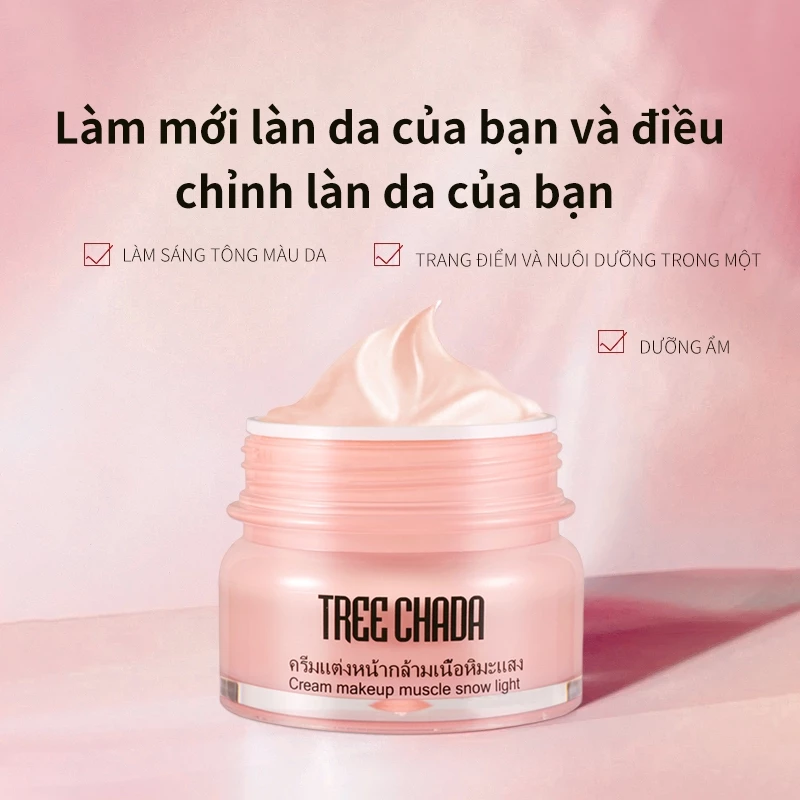 Làm mới làn da của bạn và điều
chỉnh làn da của bạn
LÀM SÁNG TÔNG MÀU DA
TRANG ĐIỂM VÀ NUÔI DƯỠNG TRONG MỘT
DƯỠNG ẨM
TREE CHADA
ครีมแต่งหน้ากล้ามเนื้อหิมะแสง
Cream makeup muscle snow light